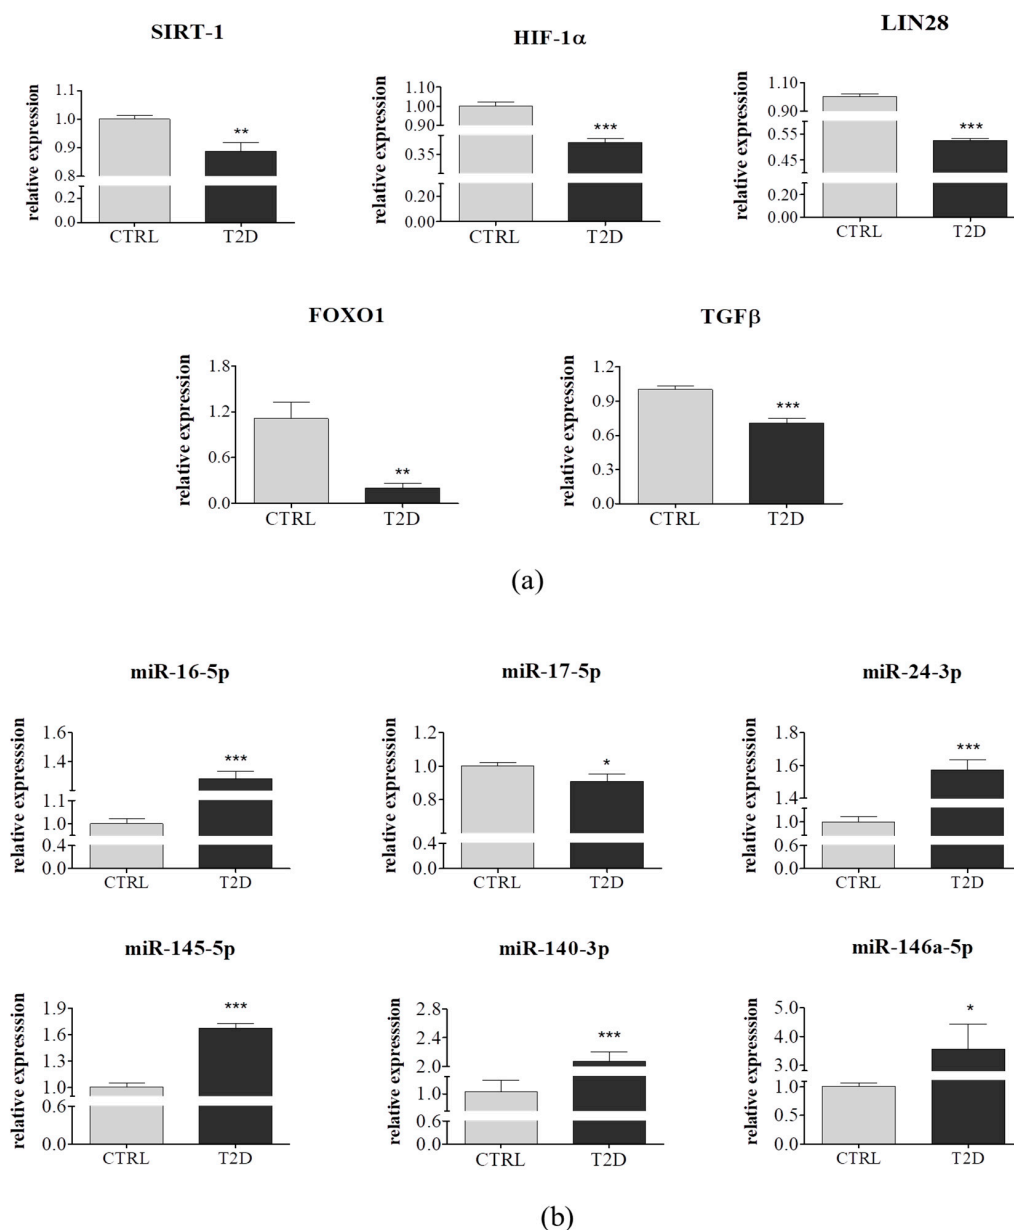 SIRT-1
HIF-1α
LIN28
relative expression
1.1
1.0
0.9
0.8
0.2
0.0
**
CTRL
T2D
relative expression
1.10
1.00
0.90
0.35
0.20
0.00
***
CTRL
T2D
relative expression
1.10
0.90
0.55
0.45
0.20
0.00
***
CTRL
T2D
FOXO1
TGFβ
relative expression
1.8
1.2
0.6
0.0
**
CTRL
T2D
relative expression
1.2
0.9
0.6
0.3
0.0
***
CTRL
T2D
(a)
miR-16-5p
miR-17-5p
miR-24-3p
relative expresssion
1.6
1.4
1.1
1.0
0.4
0.0
***
CTRL
T2D
relative expresssion
1.2
1.0
0.8
0.4
0.0
*
CTRL
T2D
relative expresssion
1.8
1.6
1.4
1.0
0.6
0.0
***
CTRL
T2D
miR-145-5p
miR-140-3p
miR-146a-5p
relative expresssion
1.9
1.6
1.3
1.0
0.6
0.0
***
CTRL
T2D
relative expresssion
2.8
2.4
2.0
1.0
0.6
0.0
***
CTRL
T2D
relative expresssion
5.0
3.0
1.0
0.5
0.0
*
CTRL
T2D
(b)